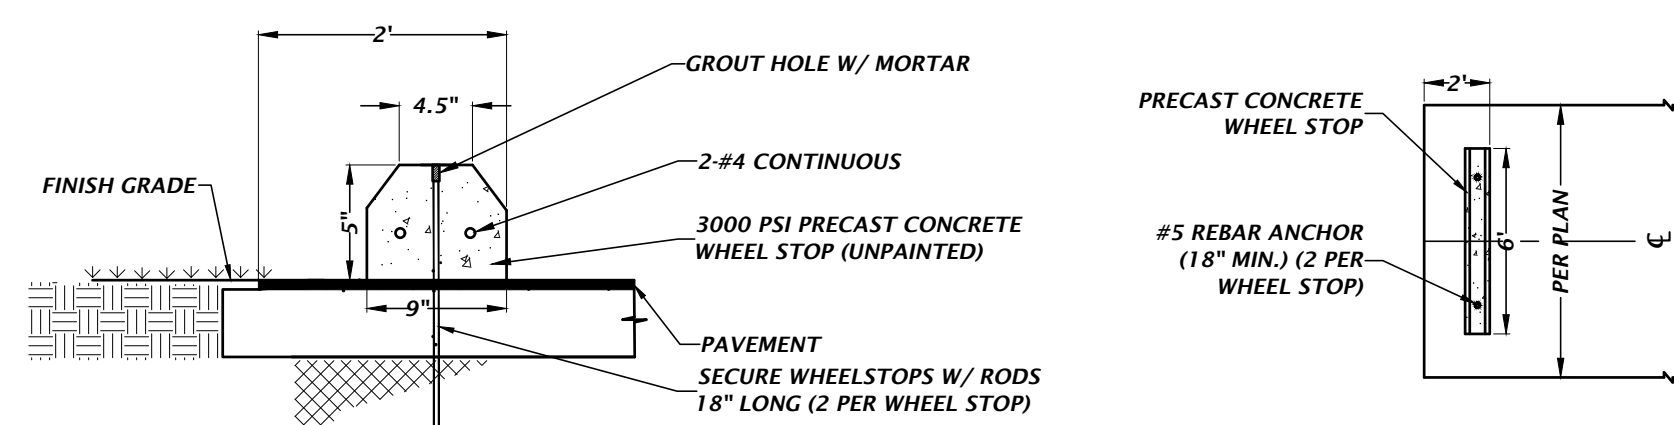 2'
GROUT HOLE W/ MORTAR
4.5"
2-#4 CONTINUOUS
FINISH GRADE
5"
3000 PSI PRECAST CONCRETE
WHEEL STOP (UNPAINTED)
9"
PAVEMENT
SECURE WHEELSTOPS W/ RODS
18" LONG (2 PER WHEEL STOP)
2'
PRECAST CONCRETE
WHEEL STOP
#5 REBAR ANCHOR
(18" MIN.) (2 PER
WHEEL STOP)
6'
PER PLAN
℄